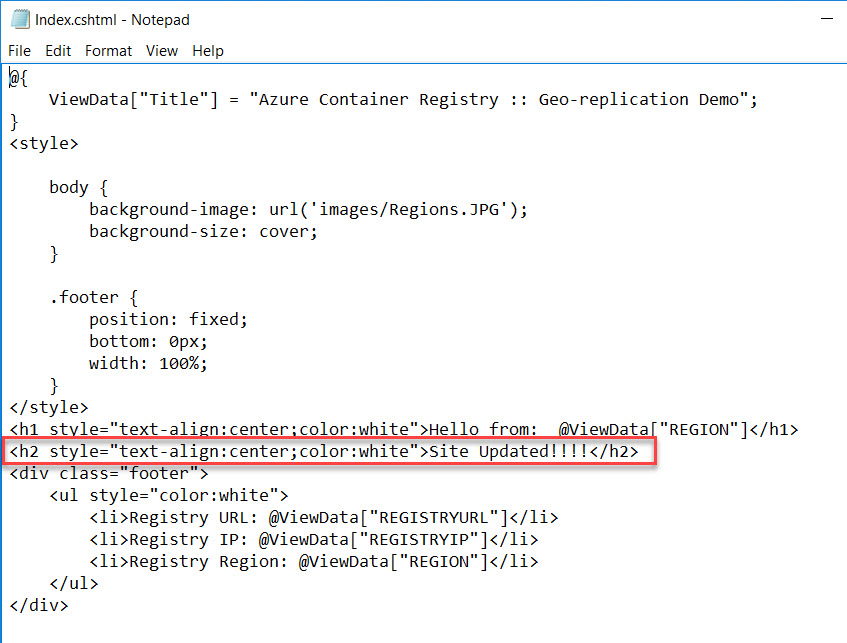 Index.cshtml - Notepad
File Edit Format View Help
@{
    ViewData["Title"] = "Azure Container Registry :: Geo-replication Demo";
}
<style>

    body {
        background-image: url('images/Regions.JPG');
        background-size: cover;
    }

    .footer {
        position: fixed;
        bottom: 0px;
        width: 100%;
    }
</style>
<h1 style="text-align:center;color:white">Hello from:  @ViewData["REGION"]</h1>
<h2 style="text-align:center;color:white">Site Updated!!!!</h2>
<div class="footer">
    <ul style="color:white">
        <li>Registry URL: @ViewData["REGISTRYURL"]</li>
        <li>Registry IP: @ViewData["REGISTRYIP"]</li>
        <li>Registry Region: @ViewData["REGION"]</li>
    </ul>
</div>